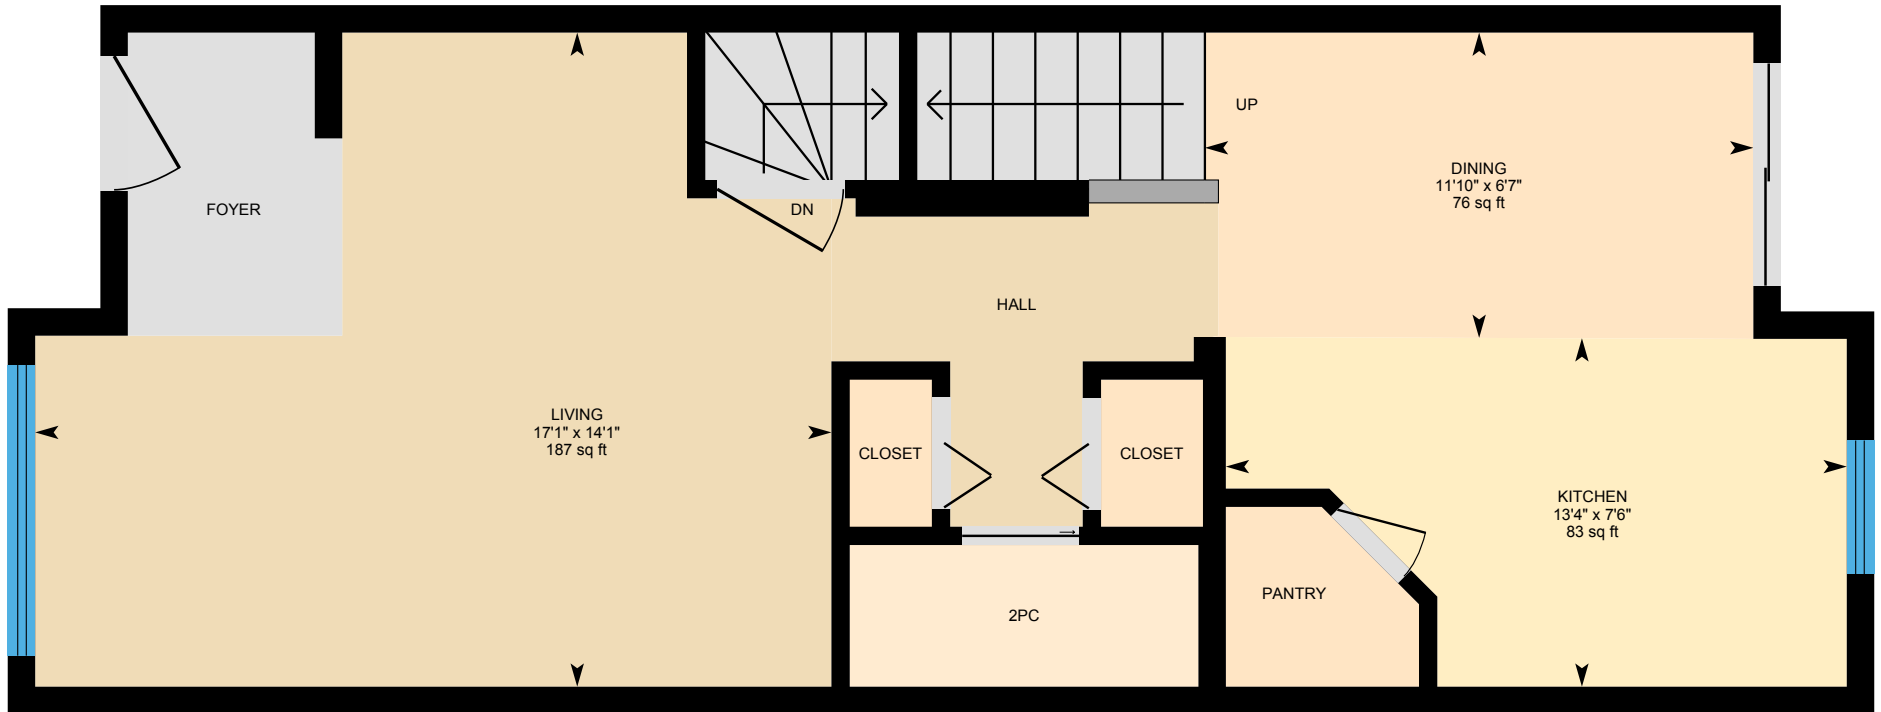 FOYER
DN
UP
DINING
11'10" x 6'7"
76 sq ft
HALL
LIVING
17'1" x 14'1"
187 sq ft
CLOSET
CLOSET
KITCHEN
13'4" x 7'6"
83 sq ft
PANTRY
2PC